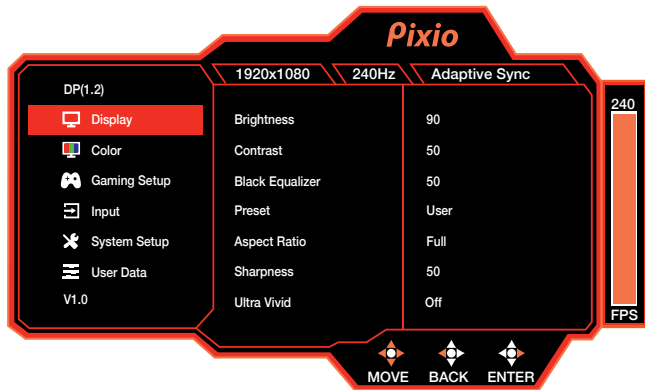 Pixio
1920x1080 240Hz Adaptive Sync
DP(1.2)
Display
Color
Gaming Setup
Input
System Setup
User Data
V1.0
Brightness 90
Contrast 50
Black Equalizer 50
Preset User
Aspect Ratio Full
Sharpness 50
Ultra Vivid Off
240
FPS
MOVE BACK ENTER